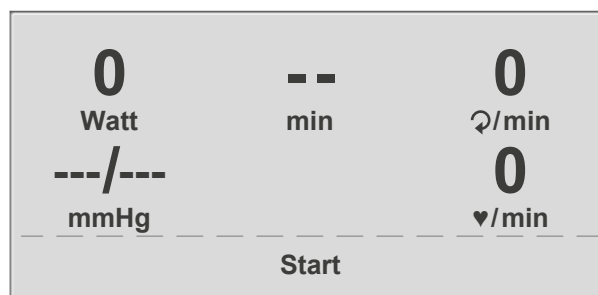 0 -- 0
Watt min ↻/min
---/--- 0
mmHg ♥/min
Start